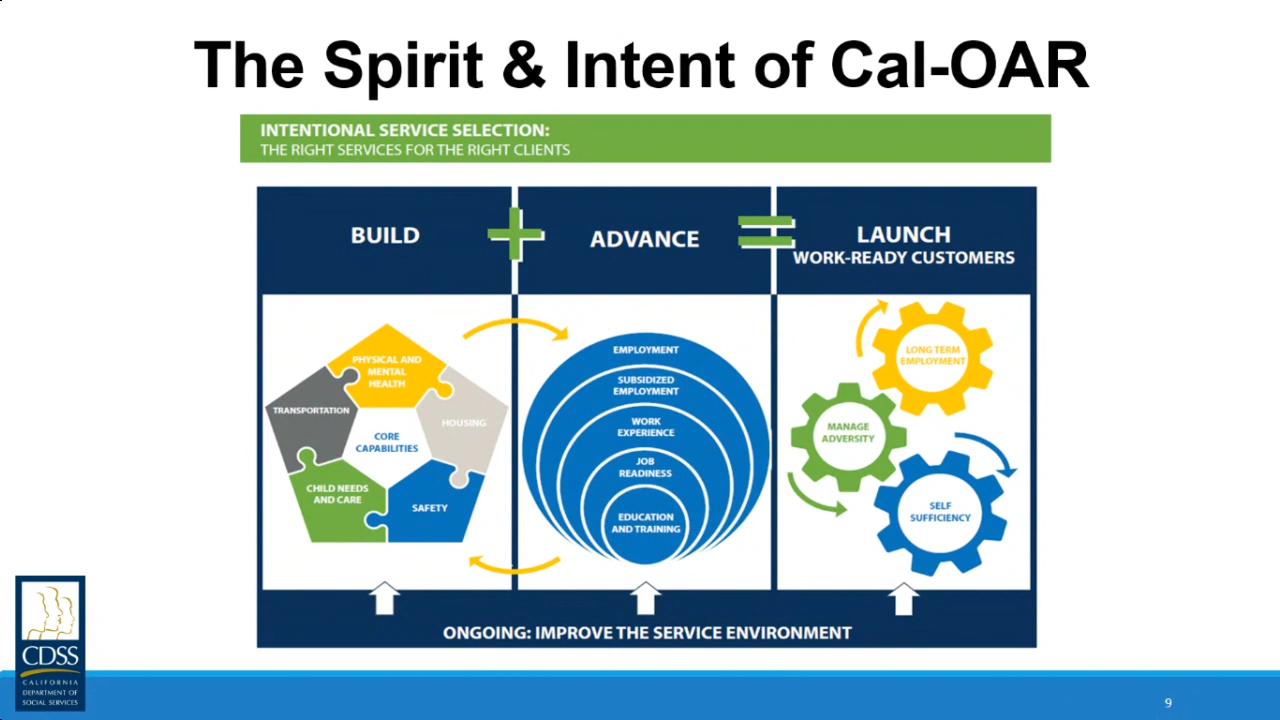 The Spirit & Intent of Cal-OAR
INTENTIONAL SERVICE SELECTION:
THE RIGHT SERVICES FOR THE RIGHT CLIENTS
BUILD
ADVANCE
LAUNCH
WORK-READY CUSTOMERS
PHYSICAL AND
MENTAL
HEALTH
TRANSPORTATION
HOUSING
CORE
CAPABILITIES
CHILD NEEDS
AND CARE
SAFETY
EMPLOYMENT
SUBSIDIZED
EMPLOYMENT
WORK
EXPERIENCE
JOB
READINESS
EDUCATION
AND TRAINING
LONG TERM
EMPLOYMENT
MANAGE
ADVERSITY
SELF
SUFFICIENCY
ONGOING: IMPROVE THE SERVICE ENVIRONMENT
CDSS
CALIFORNIA
DEPARTMENT OF
SOCIAL SERVICES
9